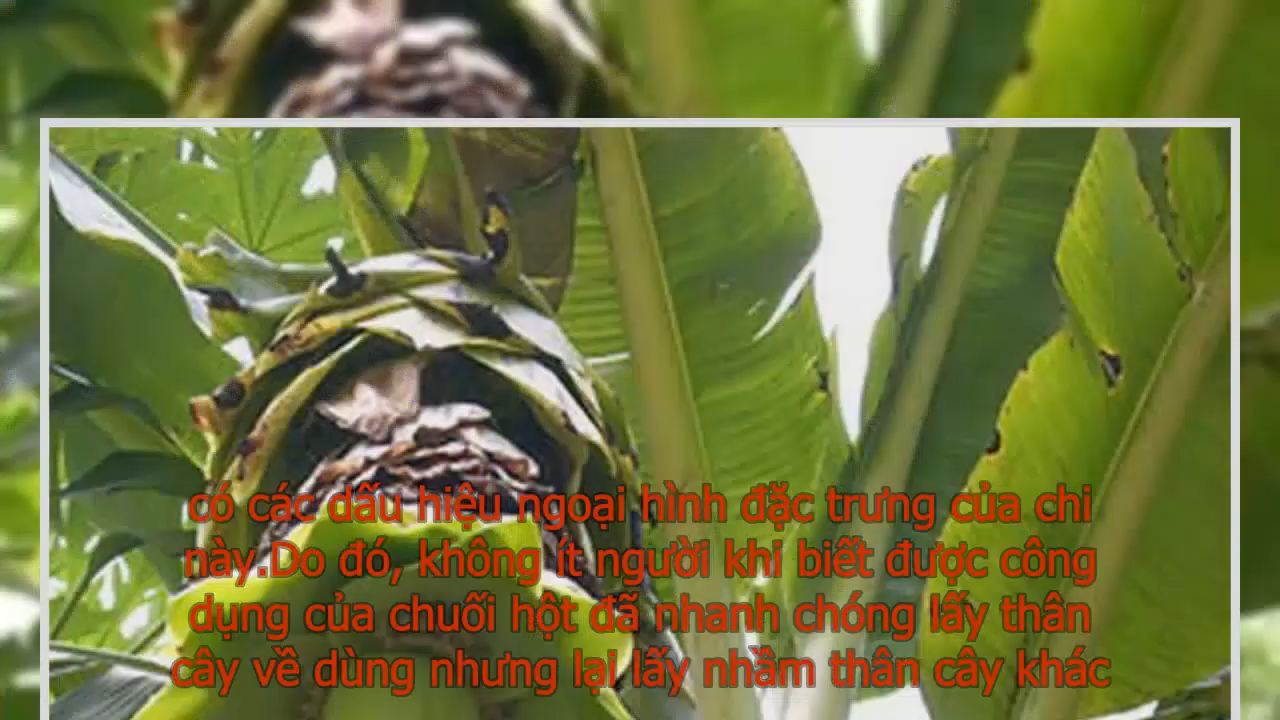 có các dấu hiệu ngoại hình đặc trưng của chi
này.Do đó, không ít người khi biết được công
dụng của chuối hột đã nhanh chóng lấy thân
cây về dùng nhưng lại lấy nhầm thân cây khác